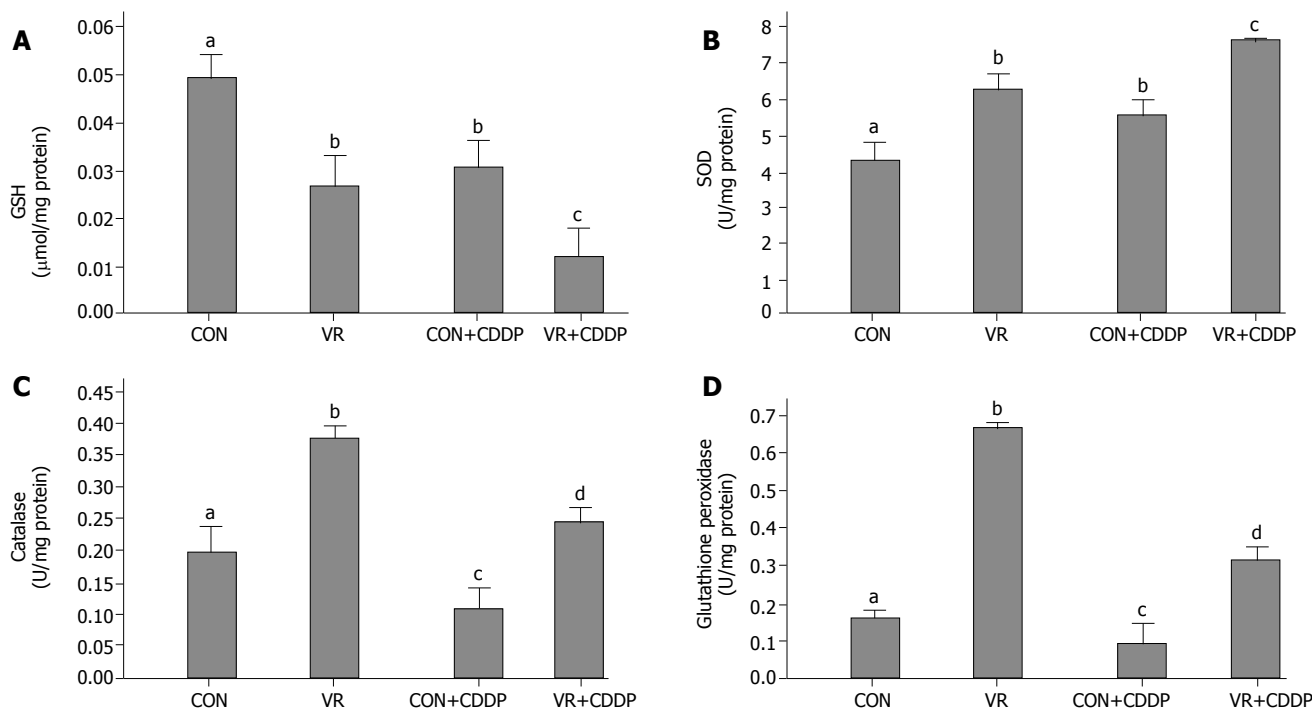 A
GSH
(μmol/mg protein)
0.06
0.05
0.04
0.03
0.02
0.01
0.00
a
b
b
c
CON
VR
CON+CDDP
VR+CDDP
B
SOD
(U/mg protein)
8
7
6
5
4
3
2
1
0
a
b
b
c
CON
VR
CON+CDDP
VR+CDDP
C
Catalase
(U/mg protein)
0.45
0.40
0.35
0.30
0.25
0.20
0.15
0.10
0.05
0.00
a
b
c
d
CON
VR
CON+CDDP
VR+CDDP
D
Glutathione peroxidase
(U/mg protein)
0.7
0.6
0.5
0.4
0.3
0.2
0.1
0.0
a
b
c
d
CON
VR
CON+CDDP
VR+CDDP